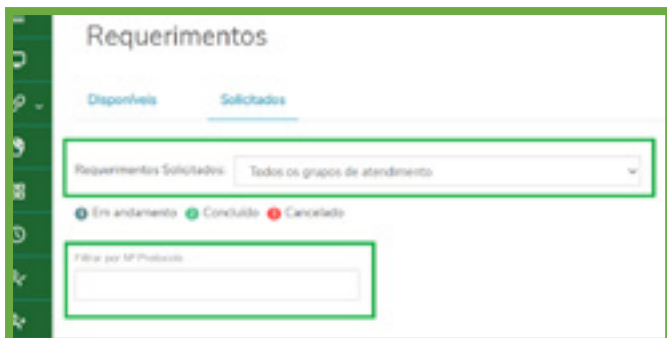 Requerimentos
Disponíveis Solicitados
Requerimentos Solicitados: Todos os grupos de atendimento
Em andamento Concluído Cancelado
Filtrar por Nº Protocolo